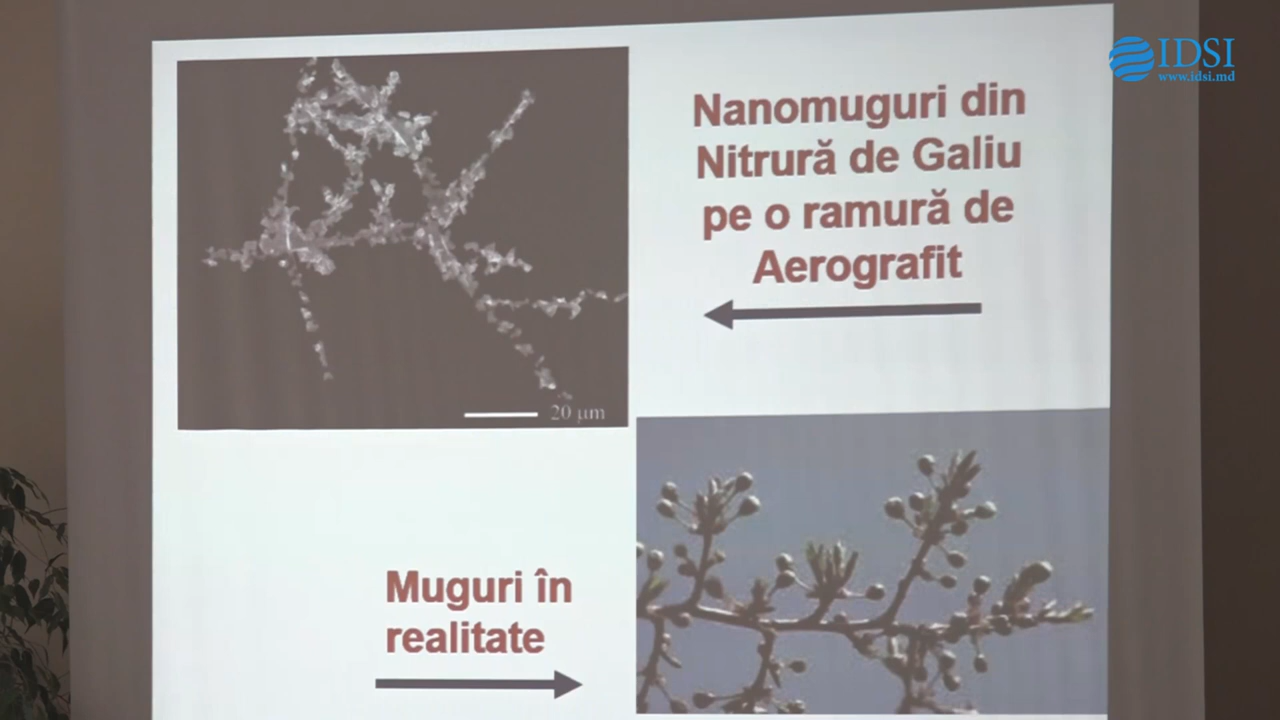 IDSI
www.idsi.md
Nanomuguri din
Nitrură de Galiu
pe o ramură de
Aerografit
20 μm
Muguri în
realitate